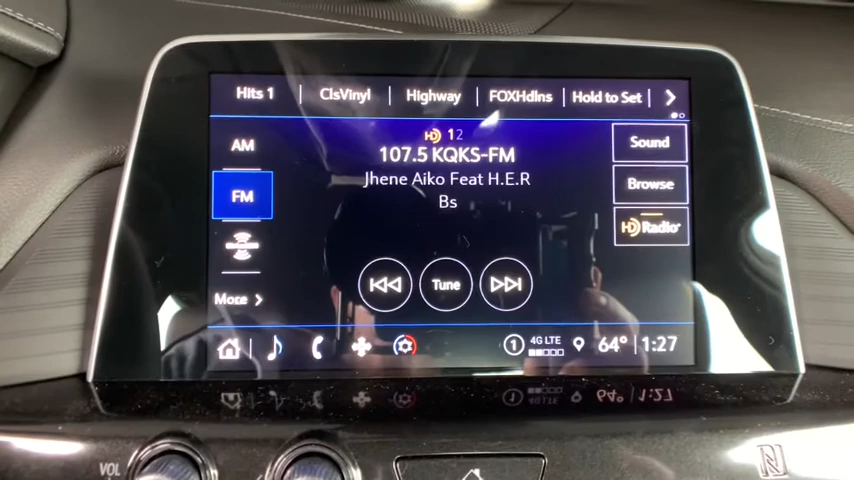 Hits 1 ClsVinyl Highway FOXHdlns Hold to Set
HD 12
107.5 KQKS-FM
Jhene Aiko Feat H.E.R
Bs
AM
FM
More
Sound
Browse
HD Radio
Tune
1 4G LTE 64° 1:27
VOL